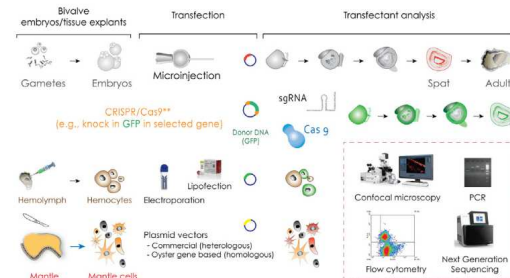 Bivalve
embryos/tissue explants
Transfection
Transfectant analysis
Gametes
Embryos
Microinjection
Spat
Adult
CRISPR/Cas9**
(e.g., knock in GFP in selected gene)
Donor DNA
(GFP)
sgRNA
Cas 9
Hemolymph
Hemocytes
Electroporation
Lipofection
Mantle
Mantle cells
Plasmid vectors
- Commercial (heterologous)
- Oyster gene based (homologous)
Confocal microscopy
PCR
Flow cytometry
Next Generation
Sequencing